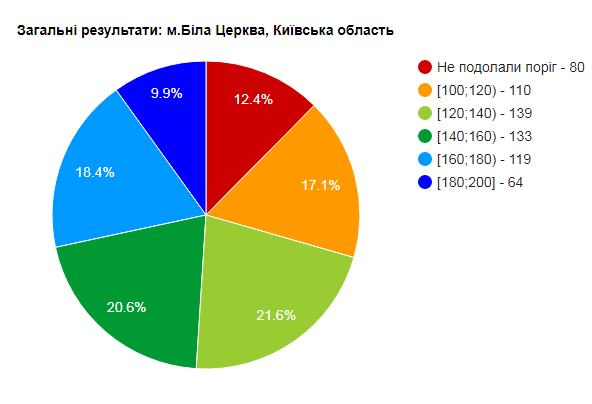 Загальні результати: м.Біла Церква, Київська область
Не подолали поріг - 80
[100;120) - 110
[120;140) - 139
[140;160) - 133
[160;180) - 119
[180;200] - 64
9.9%
12.4%
18.4%
17.1%
20.6%
21.6%